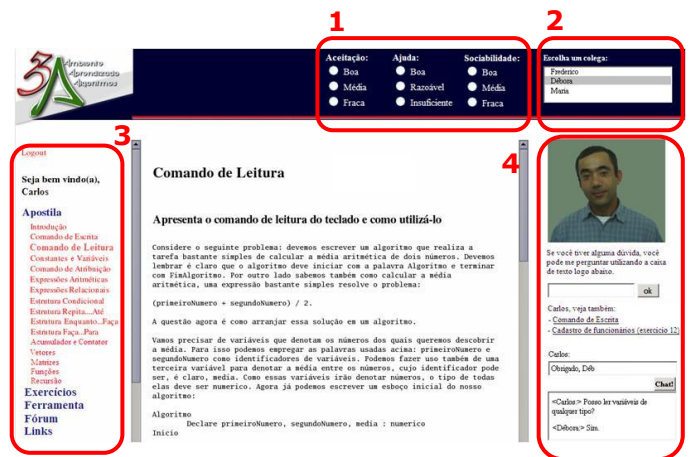 1
2
3A
Ambiente
Aprendizado
Algoritmos
Aceitação: Ajuda: Sociabilidade:
Boa Boa Boa
Média Razoável Média
Fraca Insuficiente Fraca
Escolha um colega:
Frederico
Débora
Maria
3
Logout
Seja bem vindo(a),
Carlos
Apostila
Introdução
Comando de Escrita
Comando de Leitura
Constantes e Variáveis
Comando de Atribuição
Expressões Aritméticas
Expressões Relacionais
Estrutura Condicional
Estrutura Repita....Até
Estrutura Enquanto...Faça
Estrutura Faça...Para
Acumulador e Contator
Vetores
Matrizes
Funções
Recursão
Exercícios
Ferramenta
Fórum
Links
Comando de Leitura
Apresenta o comando de leitura do teclado e como utilizá-lo
Considere o seguinte problema: devemos escrever um algoritmo que realiza a
tarefa bastante simples de calcular a média aritmética de dois números. Devemos
lembrar é claro que o algoritmo deve iniciar com a palavra Algoritmo e terminar
com FimAlgoritmo. Por outro lado sabemos também como calcular a média
aritmética, uma expressão bastante simples resolve o problema:
(primeiroNumero + segundoNumero) / 2.
A questão agora é como arranjar essa solução em um algoritmo.
Vamos precisar de variáveis que denotam os números dos quais queremos descobrir
a média. Para isso podemos empregar as palavras usadas acima: primeiroNumero e
segundoNumero como identificadores de variáveis. Podemos fazer uso também de uma
terceira variável para denotar a média entre os números, cujo identificador pode
ser, é claro, media. Como essas variáveis irão denotar números, o tipo de todas
elas deve ser numerico. Agora já podemos escrever um esboço inicial do nosso
algoritmo:
Algoritmo
Declare primeiroNumero, segundoNumero, media : numerico
Inicio
4
Se você tiver alguma dúvida, você
pode me perguntar utilizando a caixa
de texto logo abaixo.
ok
Carlos, veja também:
- Comando de Escrita
- Cadastro de funcionários (exercício 12)
Carlos:
Obrigado, Déb
Chat!
<Carlos:> Posso ler variáveis de
qualquer tipo?
<Débora:> Sim.